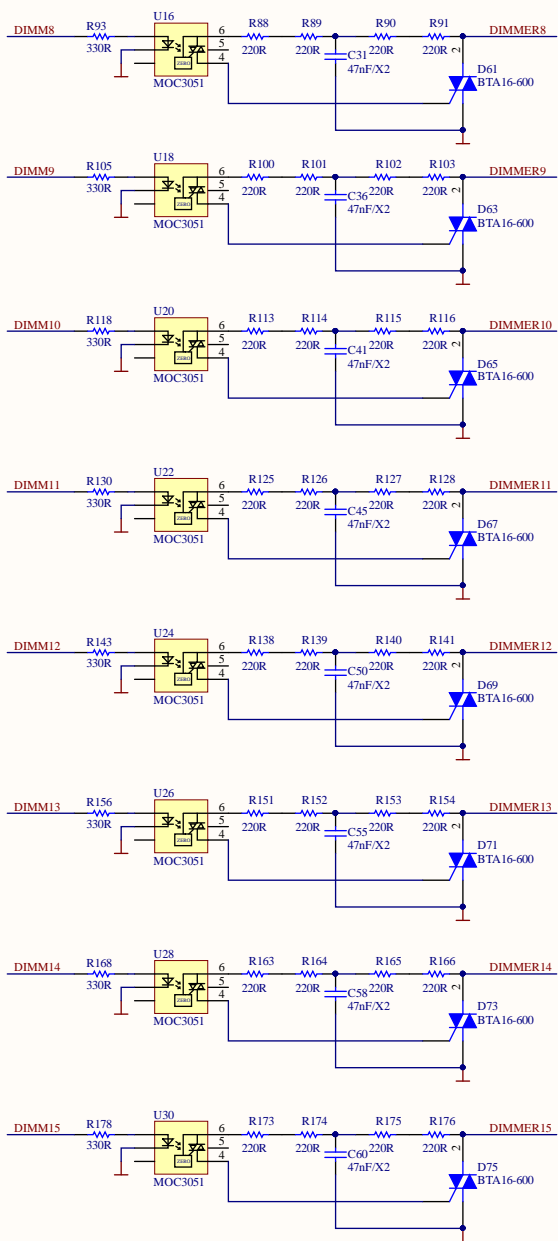 U16
DIMM8 R93 6 R88 R89 R90 R91 DIMMER8
5 2
330R 4 220R 220R C31 220R 220R D61
ZERO 47nF/X2 BTA16-600
MOC3051
U18
DIMM9 R105 6 R100 R101 R102 R103 DIMMER9
5 2
330R 4 220R 220R C36 220R 220R D63
ZERO 47nF/X2 BTA16-600
MOC3051
U20
DIMM10 R118 6 R113 R114 R115 R116 DIMMER10
5 2
330R 4 220R 220R C41 220R 220R D65
ZERO 47nF/X2 BTA16-600
MOC3051
U22
DIMM11 R130 6 R125 R126 R127 R128 DIMMER11
5 2
330R 4 220R 220R C45 220R 220R D67
ZERO 47nF/X2 BTA16-600
MOC3051
U24
DIMM12 R143 6 R138 R139 R140 R141 DIMMER12
5 2
330R 4 220R 220R C50 220R 220R D69
ZERO 47nF/X2 BTA16-600
MOC3051
U26
DIMM13 R156 6 R151 R152 R153 R154 DIMMER13
5 2
330R 4 220R 220R C55 220R 220R D71
ZERO 47nF/X2 BTA16-600
MOC3051
U28
DIMM14 R168 6 R163 R164 R165 R166 DIMMER14
5 2
330R 4 220R 220R C58 220R 220R D73
ZERO 47nF/X2 BTA16-600
MOC3051
U30
DIMM15 R178 6 R173 R174 R175 R176 DIMMER15
5 2
330R 4 220R 220R C60 220R 220R D75
ZERO 47nF/X2 BTA16-600
MOC3051